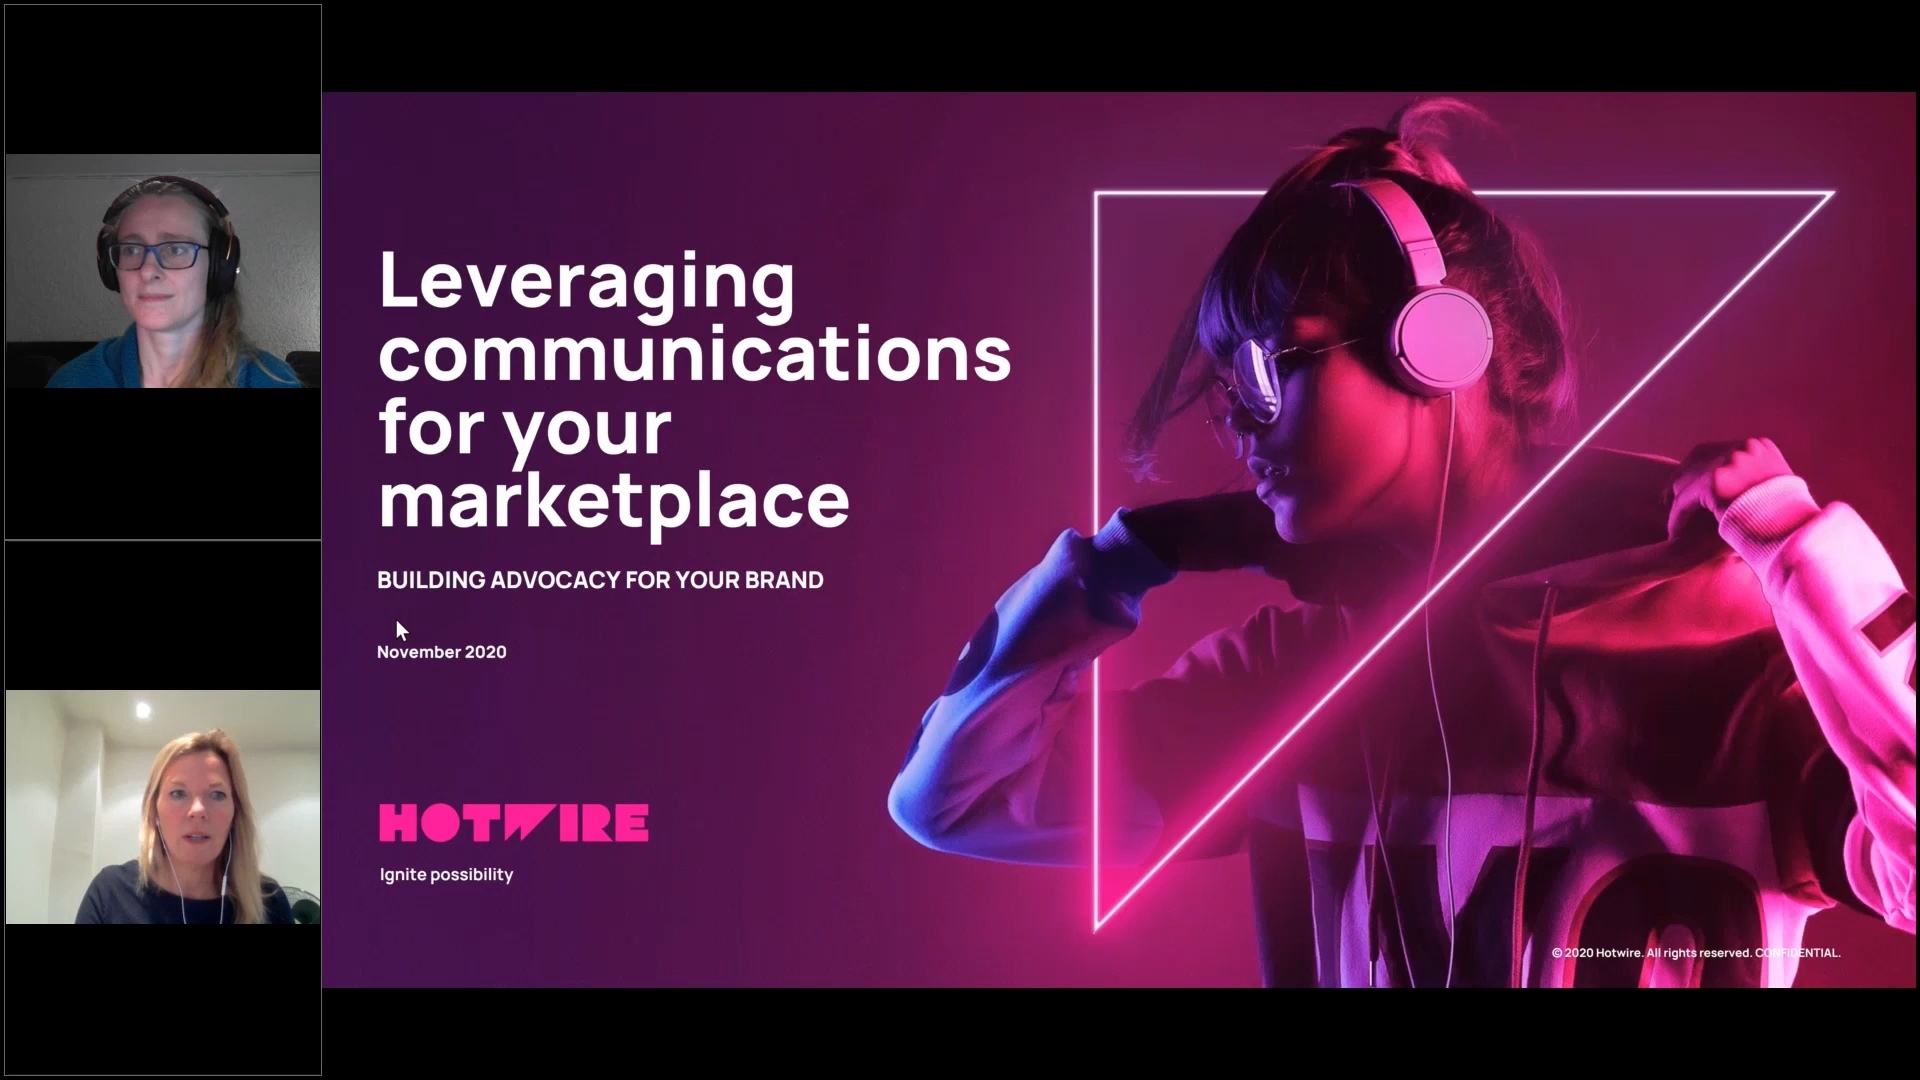 Leveraging
communications
for your
marketplace
BUILDING ADVOCACY FOR YOUR BRAND
November 2020
HOTWIRE
Ignite possibility
© 2020 Hotwire. All rights reserved. CONFIDENTIAL.